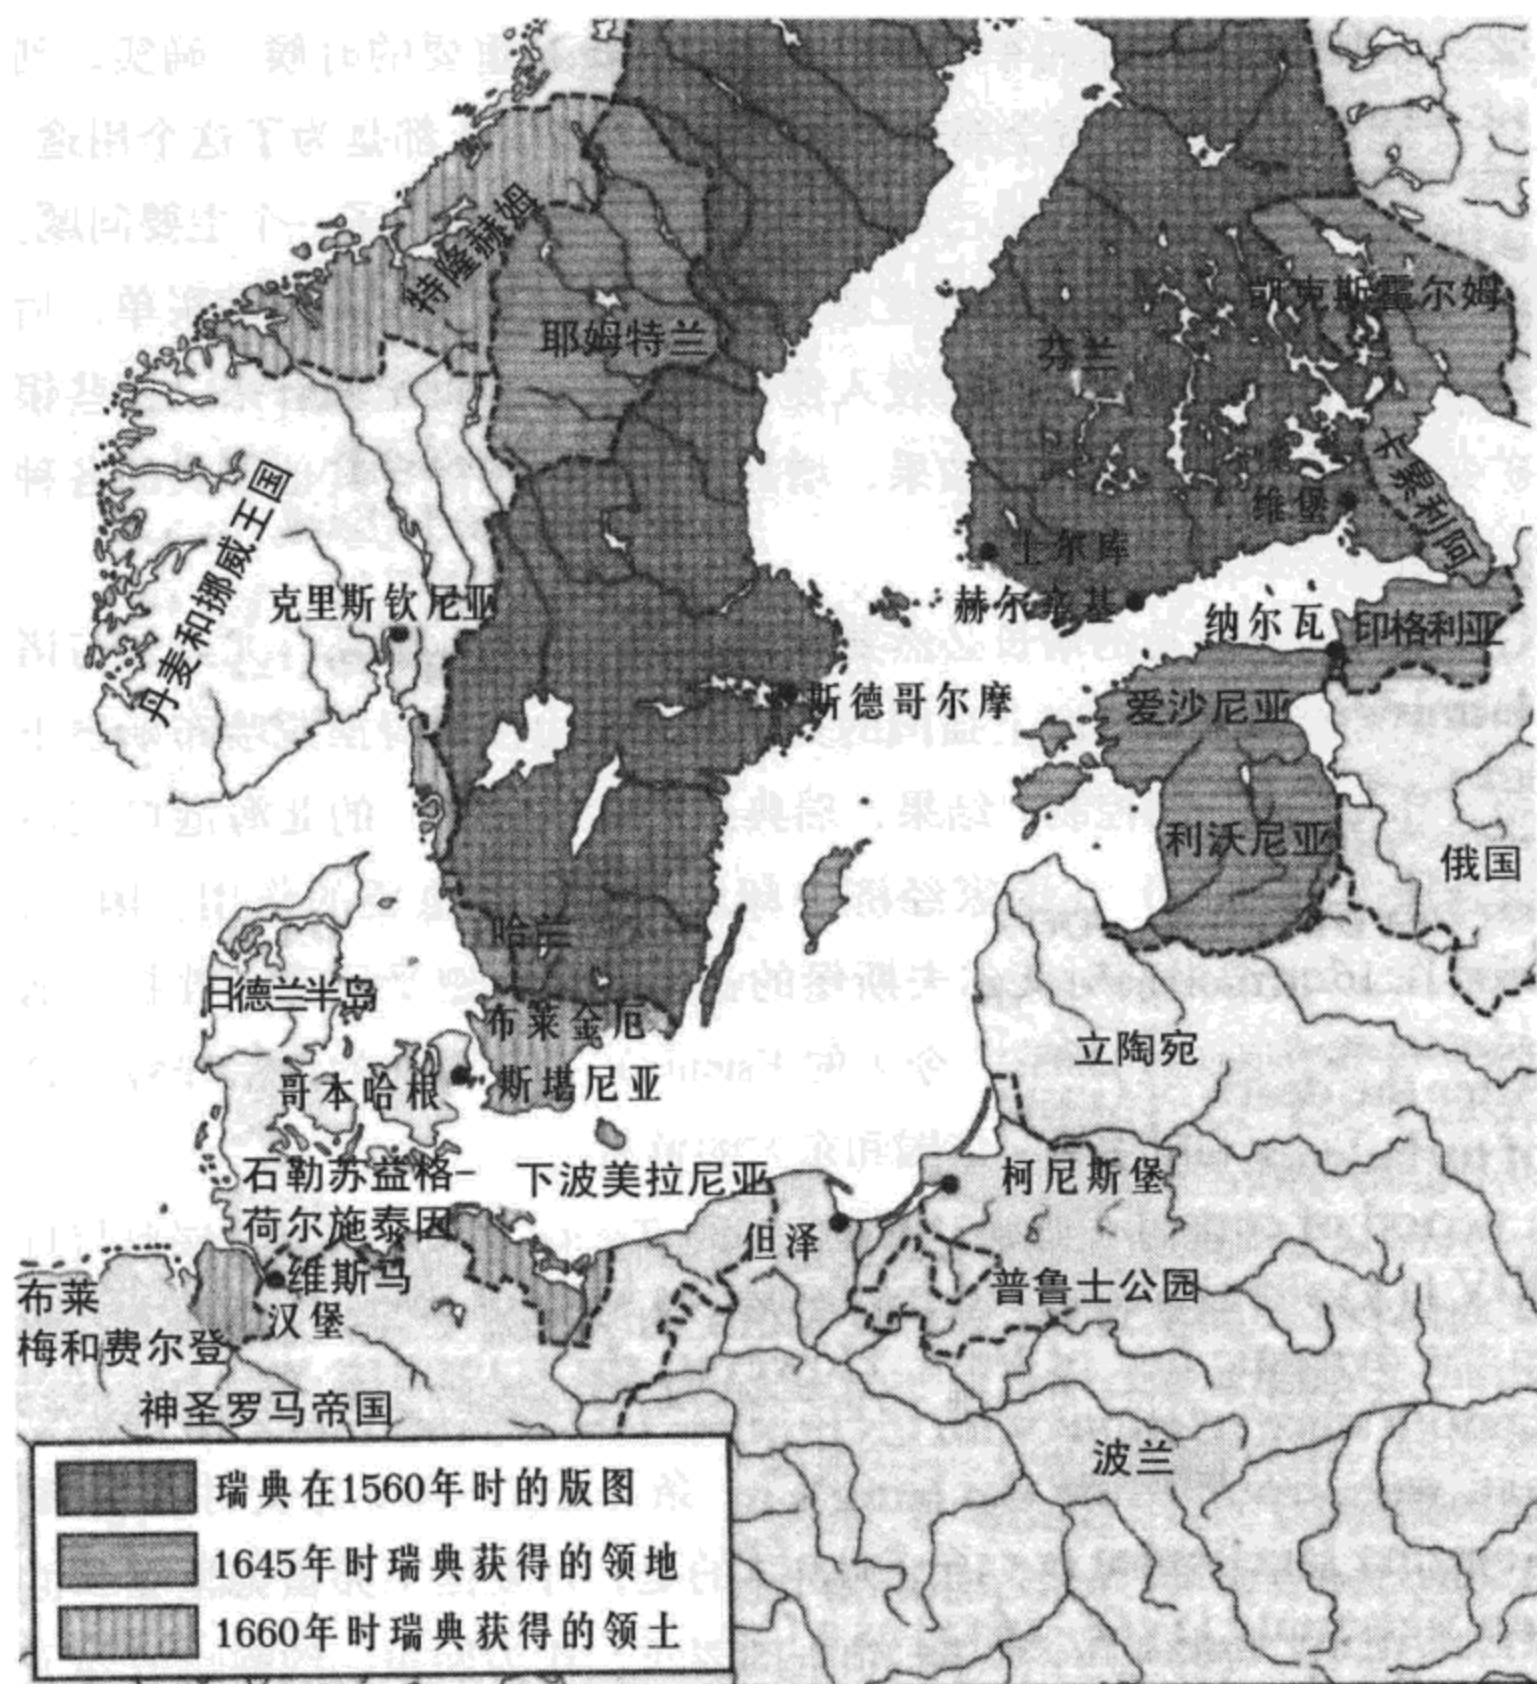 特隆赫姆
耶姆特兰
凯克斯霍尔姆
芬兰
卡累利阿
维堡
土尔库
赫尔辛基
丹麦和挪威王国
克里斯钦尼亚
纳尔瓦
印格利亚
斯德哥尔摩
爱沙尼亚
利沃尼亚
俄国
哈兰
日德兰半岛
布莱金厄
立陶宛
哥本哈根
斯堪尼亚
石勒苏益格-
荷尔施泰因
下波美拉尼亚
柯尼斯堡
但泽
维斯马
普鲁士公园
布莱
梅和费尔登
汉堡
神圣罗马帝国
波兰
瑞典在1560年时的版图
1645年时瑞典获得的领地
1660年时瑞典获得的领土